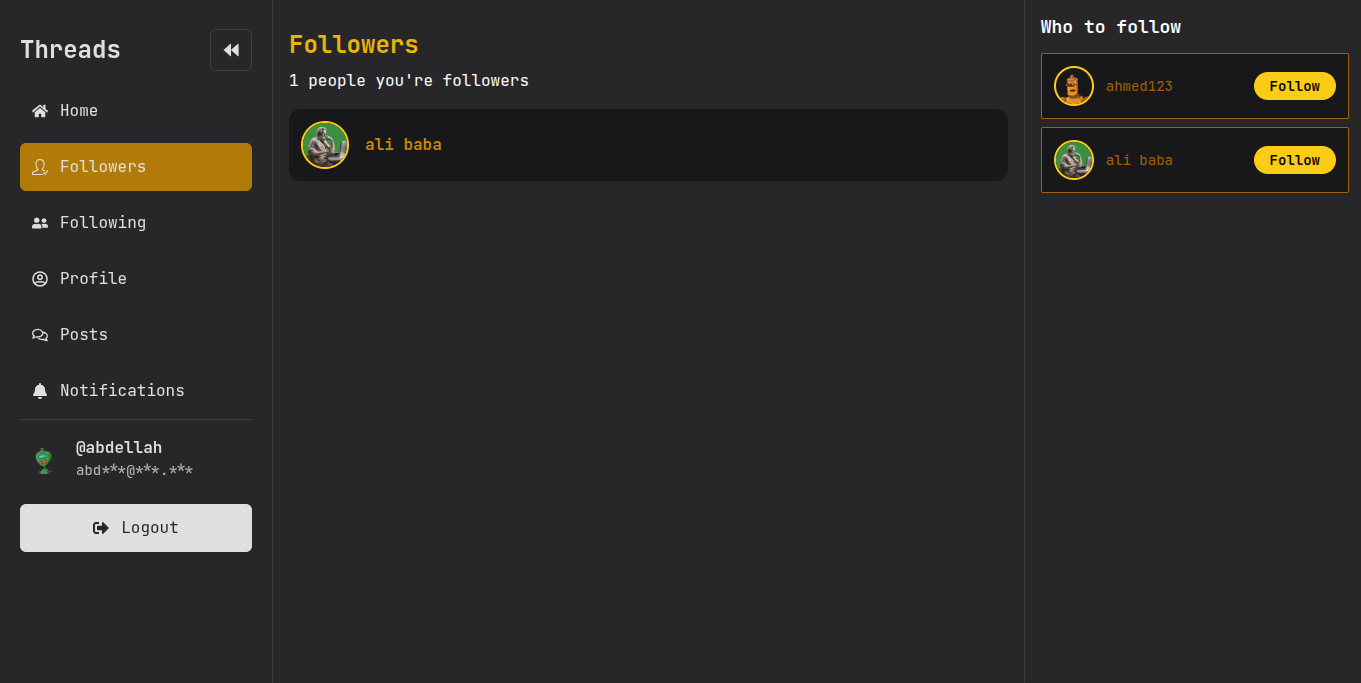 Threads
Home
Followers
Following
Profile
Posts
Notifications
@abdellah
abd***@***.***
Logout
Followers
1 people you're followers
ali baba
Who to follow
ahmed123 Follow
ali baba Follow